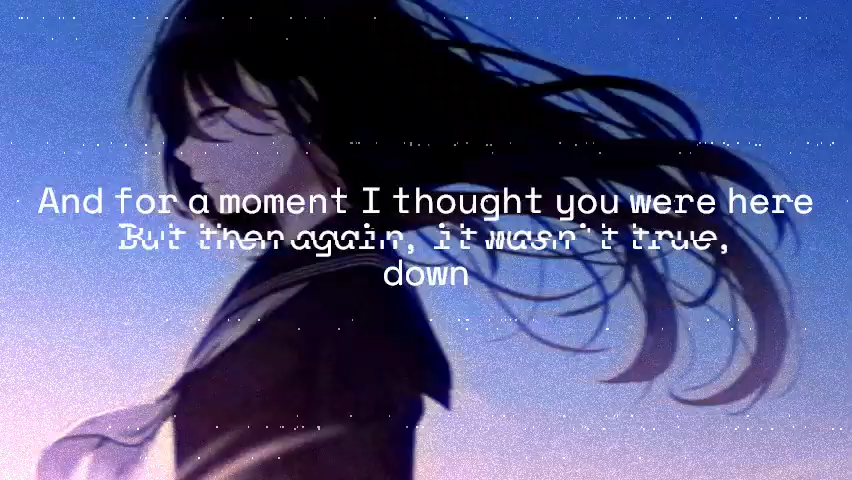 And for a moment I thought you were here
But then again, it wasn't true,
down